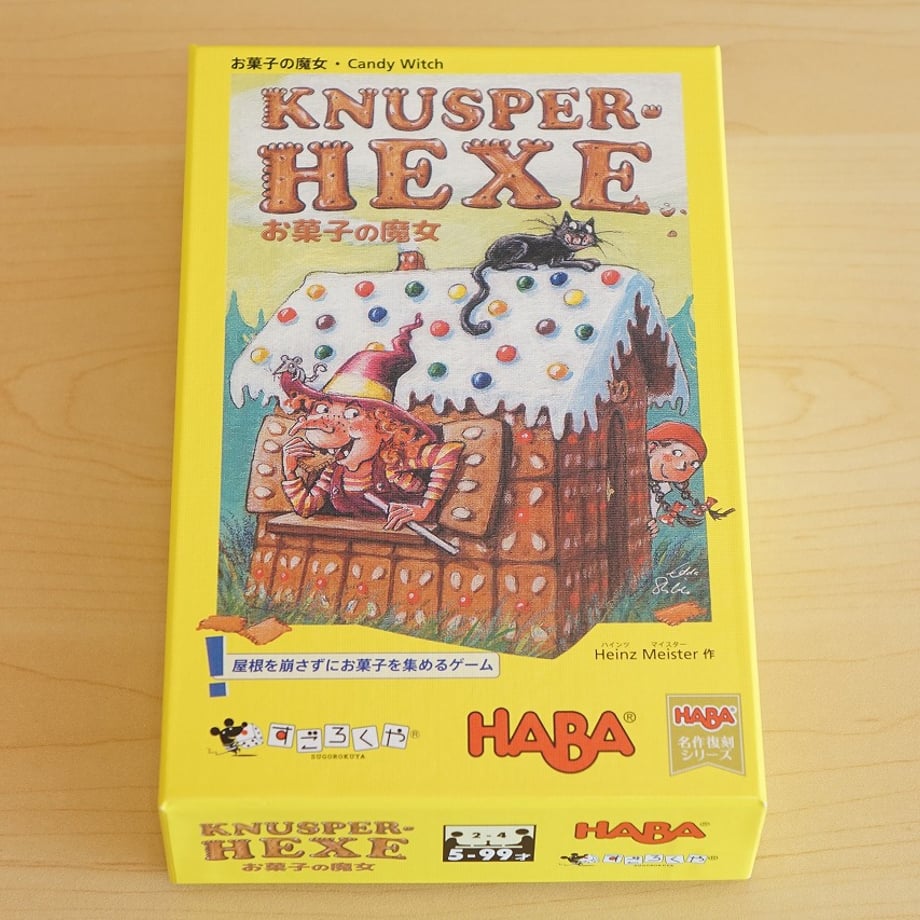 お菓子の魔女・Candy Witch
KNUSPER-
HEXE
お菓子の魔女
ハインツ マイスター
Heinz Meister 作
屋根を崩さずにお菓子を集めるゲーム
すごろくや®
SUGOROKUYA
HABA®
HABA®
名作復刻
シリーズ
KNUSPER-
HEXE
お菓子の魔女
2-4
5-99才
HABA®
すごろくや®